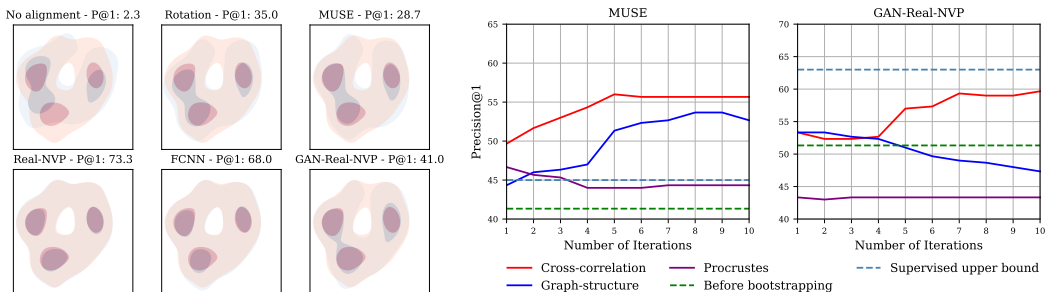 No alignment - P@1: 2.3
Rotation - P@1: 35.0
MUSE - P@1: 28.7
Real-NVP - P@1: 73.3
FCNN - P@1: 68.0
GAN-Real-NVP - P@1: 41.0
MUSE
Precision@1
65
60
55
50
45
40
1 2 3 4 5 6 7 8 9 10
Number of Iterations
GAN-Real-NVP
70
65
60
55
50
45
40
1 2 3 4 5 6 7 8 9 10
Number of Iterations
Cross-correlation
Graph-structure
Procrustes
Before bootstrapping
Supervised upper bound